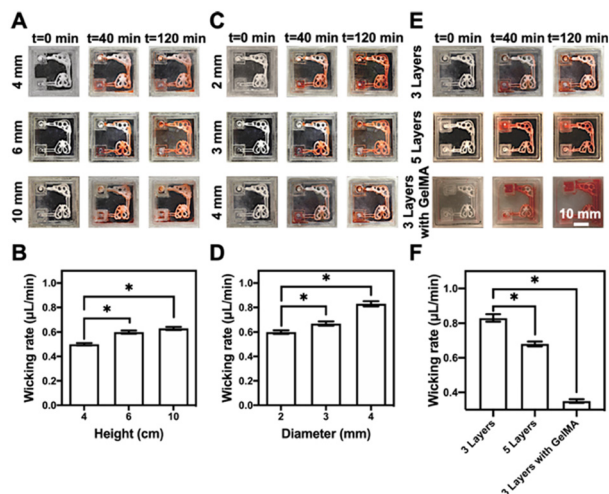 A
t=0 min t=40 min t=120 min
4 mm
6 mm
10 mm
C
t=0 min t=40 min t=120 min
2 mm
3 mm
4 mm
E
t=0 min t=40 min t=120 min
3 Layers
5 Layers
3 Layers
with GelMA
10 mm
B
Wicking rate (μL/min)
1.0
0.8
0.6
0.4
0.2
0.0
*
*
4 6 10
Height (cm)
D
Wicking rate (μL/min)
1.0
0.8
0.6
0.4
0.2
0.0
*
*
2 3 4
Diameter (mm)
F
Wicking rate (μL/min)
0.8
0.6
0.4
*
*
3 Layers
5 Layers
3 Layers with GelMA